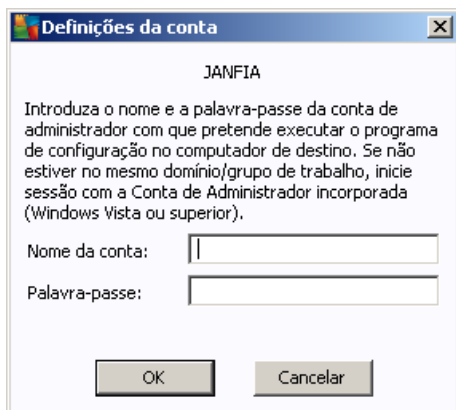 Definições da conta
JANFIA
Introduza o nome e a palavra-passe da conta de
administrador com que pretende executar o programa
de configuração no computador de destino. Se não
estiver no mesmo domínio/grupo de trabalho, inicie
sessão com a Conta de Administrador incorporada
(Windows Vista ou superior).
Nome da conta:
Palavra-passe:
OK Cancelar